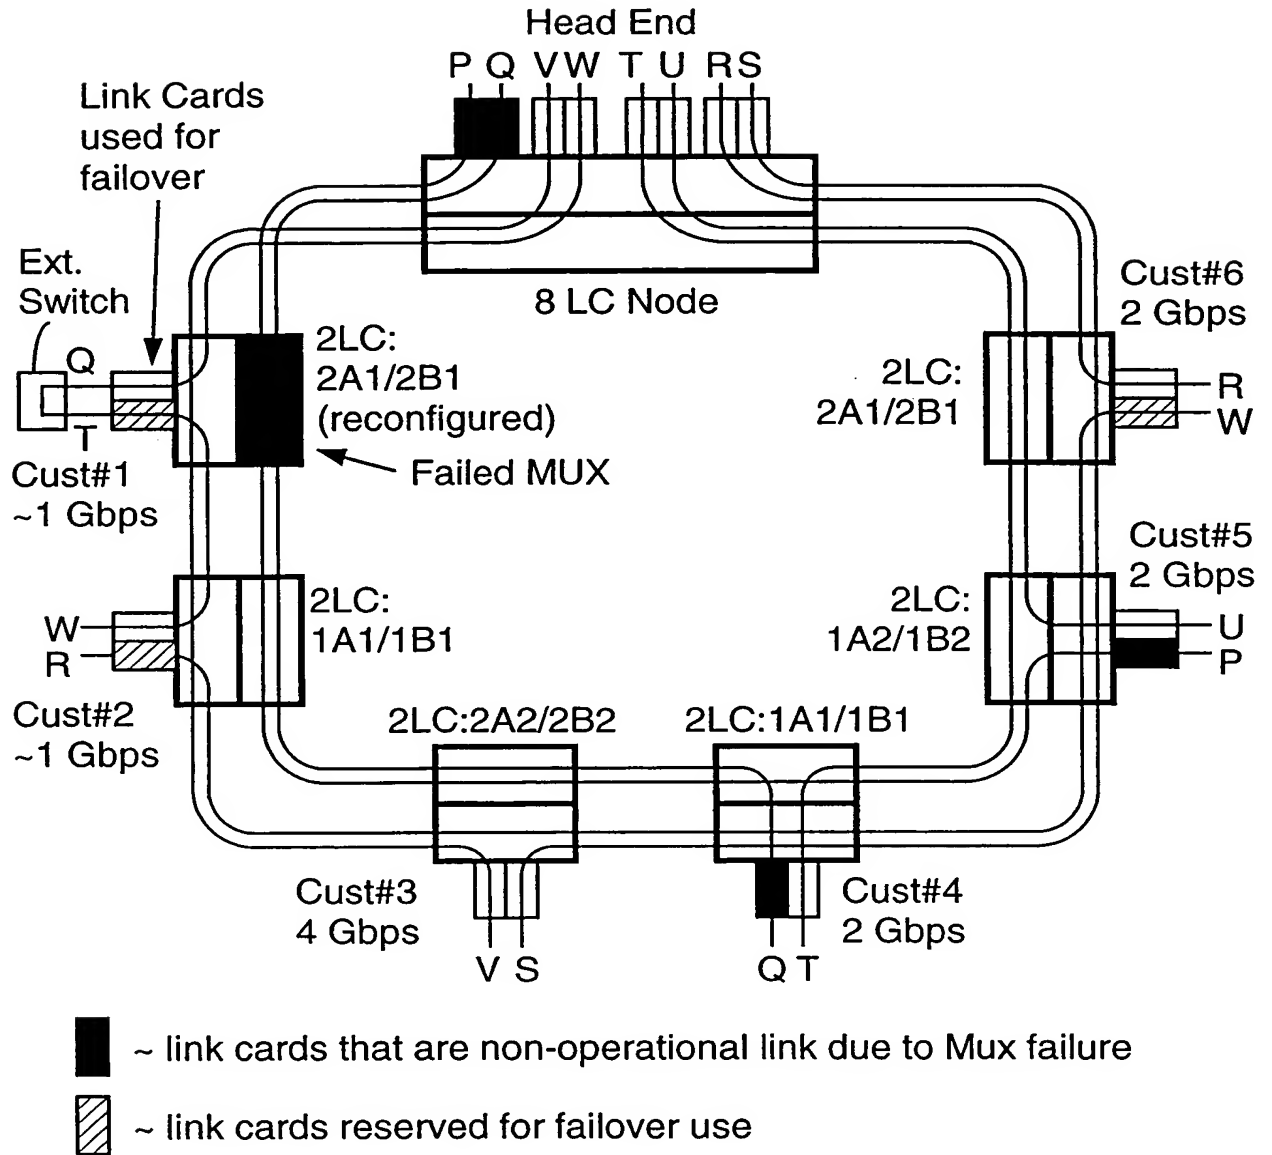 Head End
P Q V W T U R S
Link Cards
used for
failover
Ext.
Switch
8 LC Node
Cust#6
2 Gbps
Q
T
2LC:
2A1/2B1
(reconfigured)
Failed MUX
2LC:
2A1/2B1
R
W
Cust#1
~1 Gbps
Cust#5
2 Gbps
W
R
2LC:
1A1/1B1
2LC:
1A2/1B2
U
P
Cust#2
~1 Gbps
2LC:2A2/2B2
2LC:1A1/1B1
Cust#3
4 Gbps
Cust#4
2 Gbps
V S
Q T
~ link cards that are non-operational link due to Mux failure
~ link cards reserved for failover use